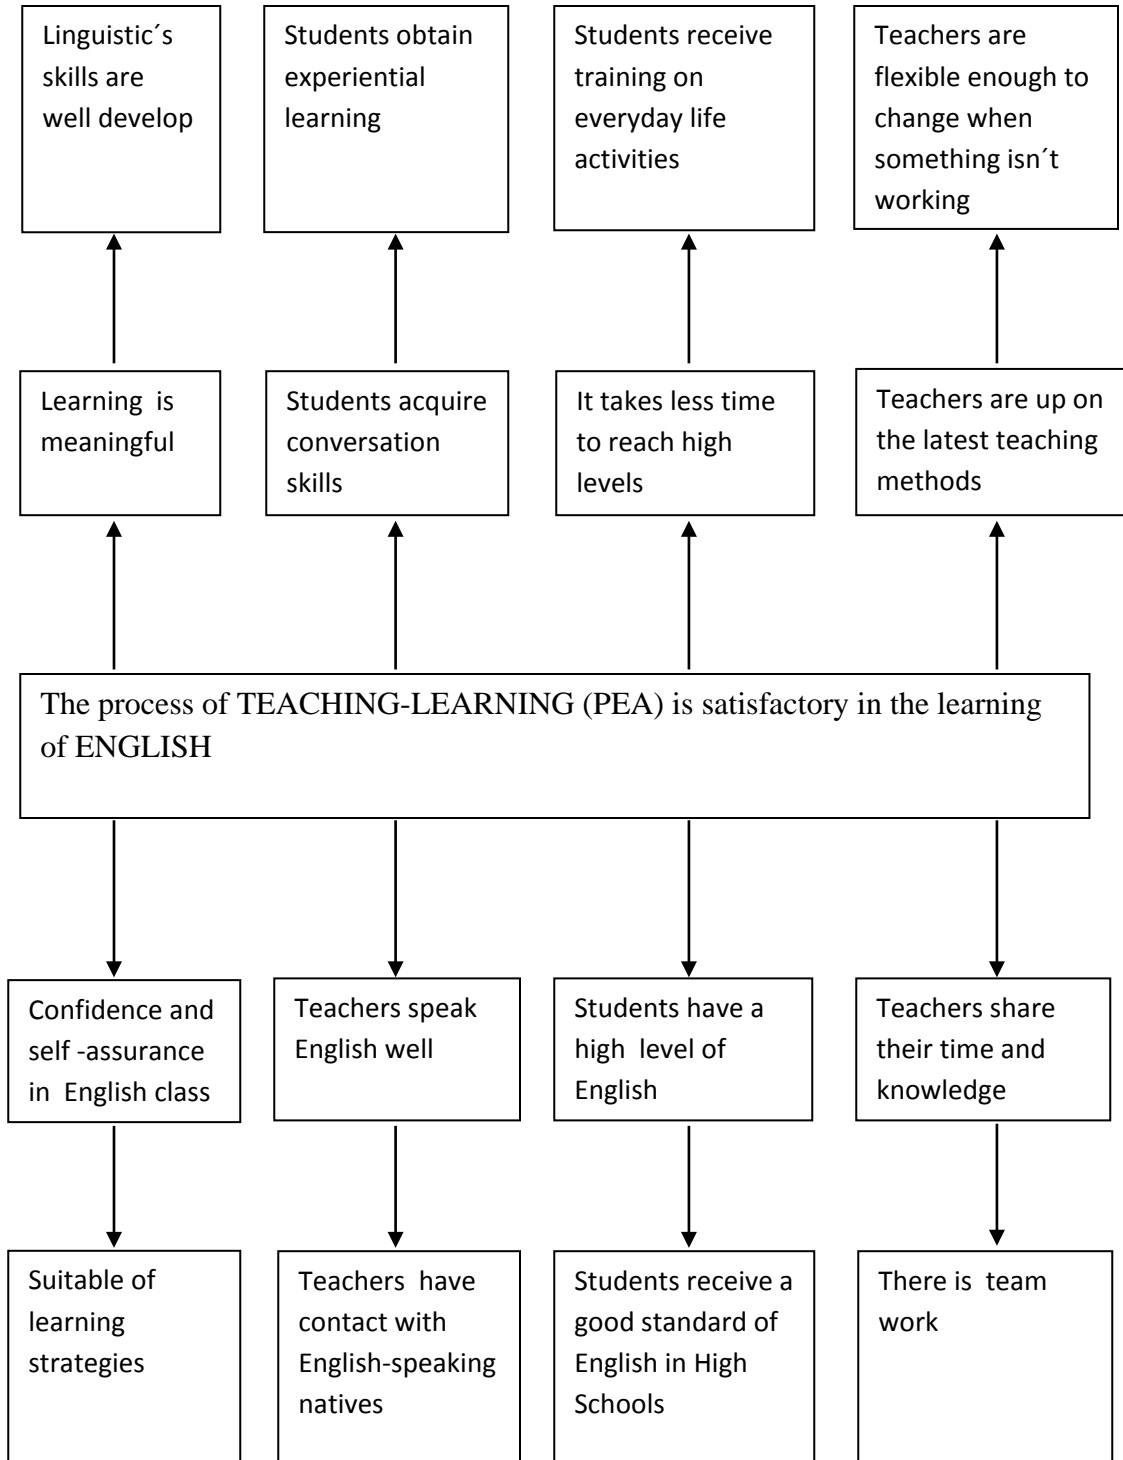 Linguistic´s
skills are
well develop
Students obtain
experiential
learning
Students receive
training on
everyday life
activities
Teachers are
flexible enough to
change when
something isn´t
working
Learning is
meaningful
Students acquire
conversation
skills
It takes less time
to reach high
levels
Teachers are up on
the latest teaching
methods
The process of TEACHING-LEARNING (PEA) is satisfactory in the learning
of ENGLISH
Confidence and
self -assurance
in English class
Teachers speak
English well
Students have a
high level of
English
Teachers share
their time and
knowledge
Suitable of
learning
strategies
Teachers have
contact with
English-speaking
natives
Students receive a
good standard of
English in High
Schools
There is team
work